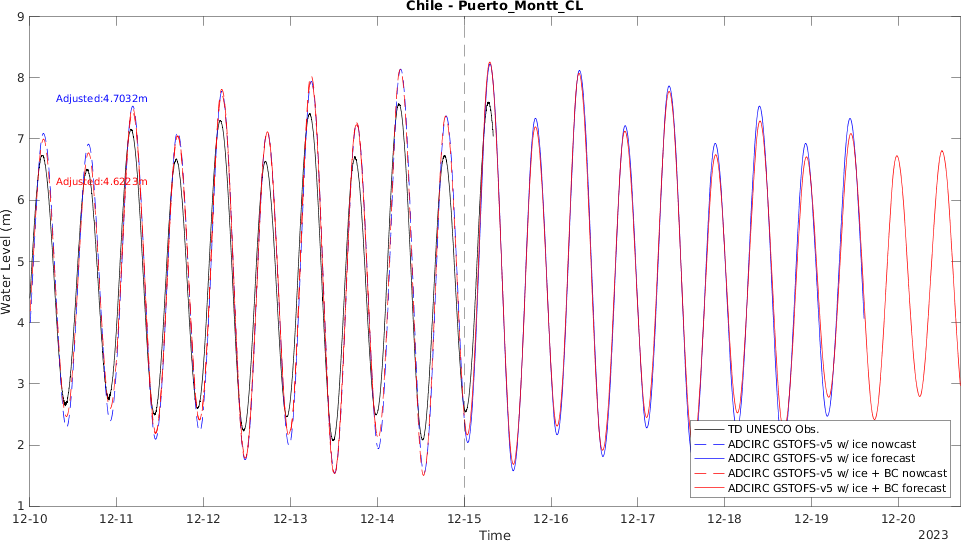 Chile - Puerto_Montt_CL
Water Level (m)
9
8
7
6
5
4
3
2
1
Adjusted:4.7032m
Adjusted:4.6223m
TD UNESCO Obs.
ADCIRC GSTOFS-v5 w/ ice nowcast
ADCIRC GSTOFS-v5 w/ ice forecast
ADCIRC GSTOFS-v5 w/ ice + BC nowcast
ADCIRC GSTOFS-v5 w/ ice + BC forecast
12-10 12-11 12-12 12-13 12-14 12-15 12-16 12-17 12-18 12-19 12-20
Time
2023